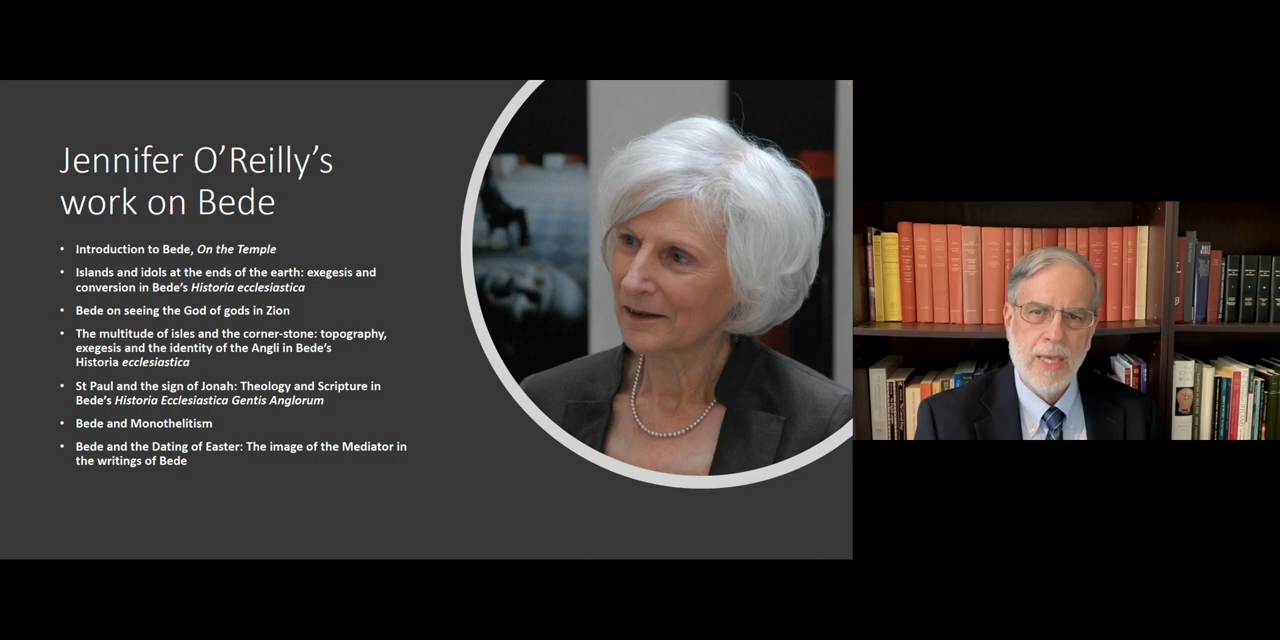 Jennifer O’Reilly’s
work on Bede
• Introduction to Bede, On the Temple
• Islands and idols at the ends of the earth: exegesis and
conversion in Bede’s Historia ecclesiastica
• Bede on seeing the God of gods in Zion
• The multitude of isles and the corner-stone: topography,
exegesis and the identity of the Angli in Bede’s
Historia ecclesiastica
• St Paul and the sign of Jonah: Theology and Scripture in
Bede’s Historia Ecclesiastica Gentis Anglorum
• Bede and Monothelitism
• Bede and the Dating of Easter: The image of the Mediator in
the writings of Bede